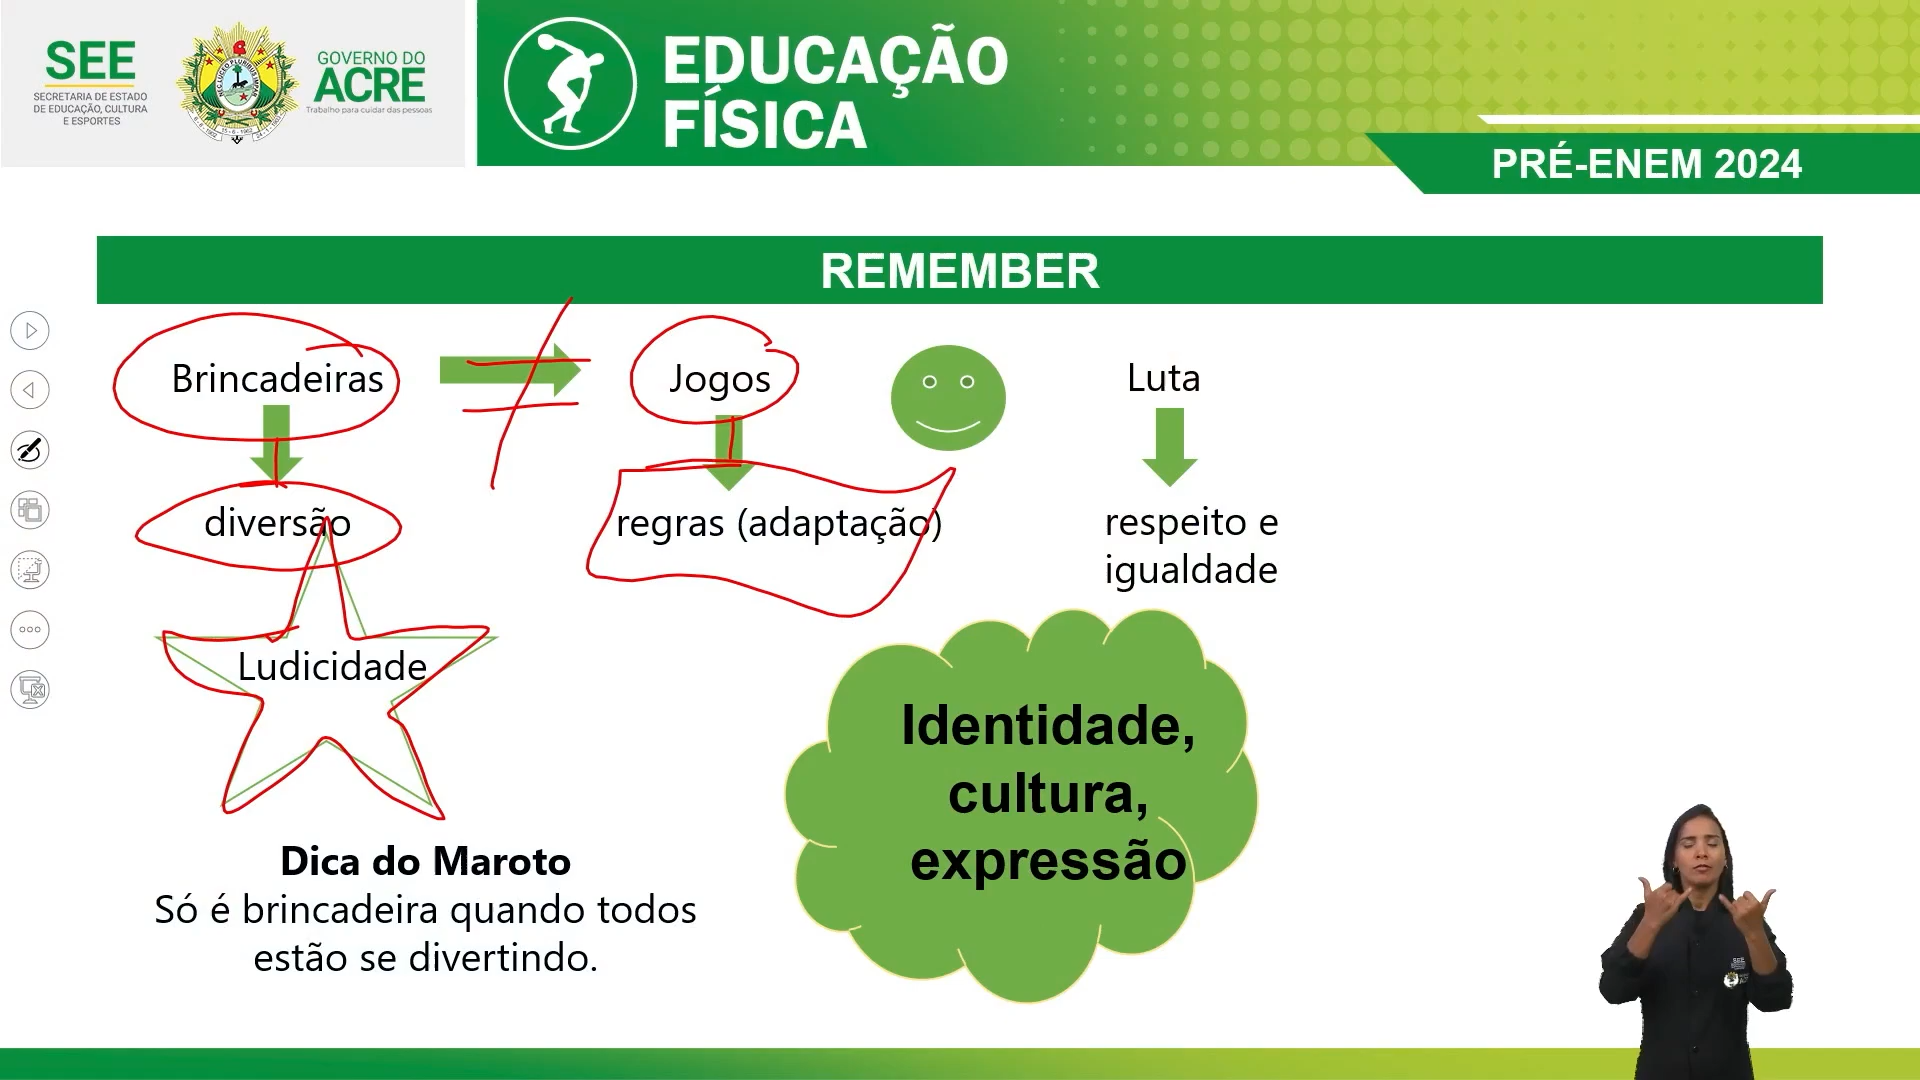 SEE
SECRETARIA DE ESTADO
DE EDUCAÇÃO, CULTURA
E ESPORTES
GOVERNO DO
ACRE
Trabalho para cuidar das pessoas
EDUCAÇÃO
FÍSICA
PRÉ-ENEM 2024
REMEMBER
Brincadeiras
Jogos
Luta
diversão
regras (adaptação)
respeito e
igualdade
Ludicidade
Identidade,
cultura,
expressão
Dica do Maroto
Só é brincadeira quando todos
estão se divertindo.